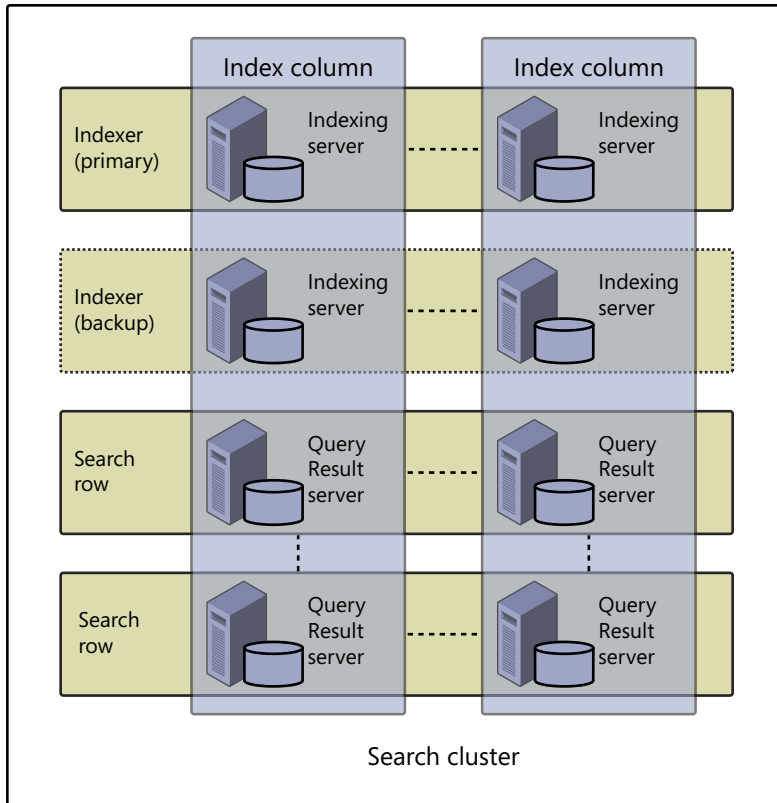 Index column
Index column
Indexer
(primary)
Indexing
server
Indexing
server
Indexer
(backup)
Indexing
server
Indexing
server
Search
row
Query
Result
server
Query
Result
server
Search
row
Query
Result
server
Query
Result
server
Search cluster